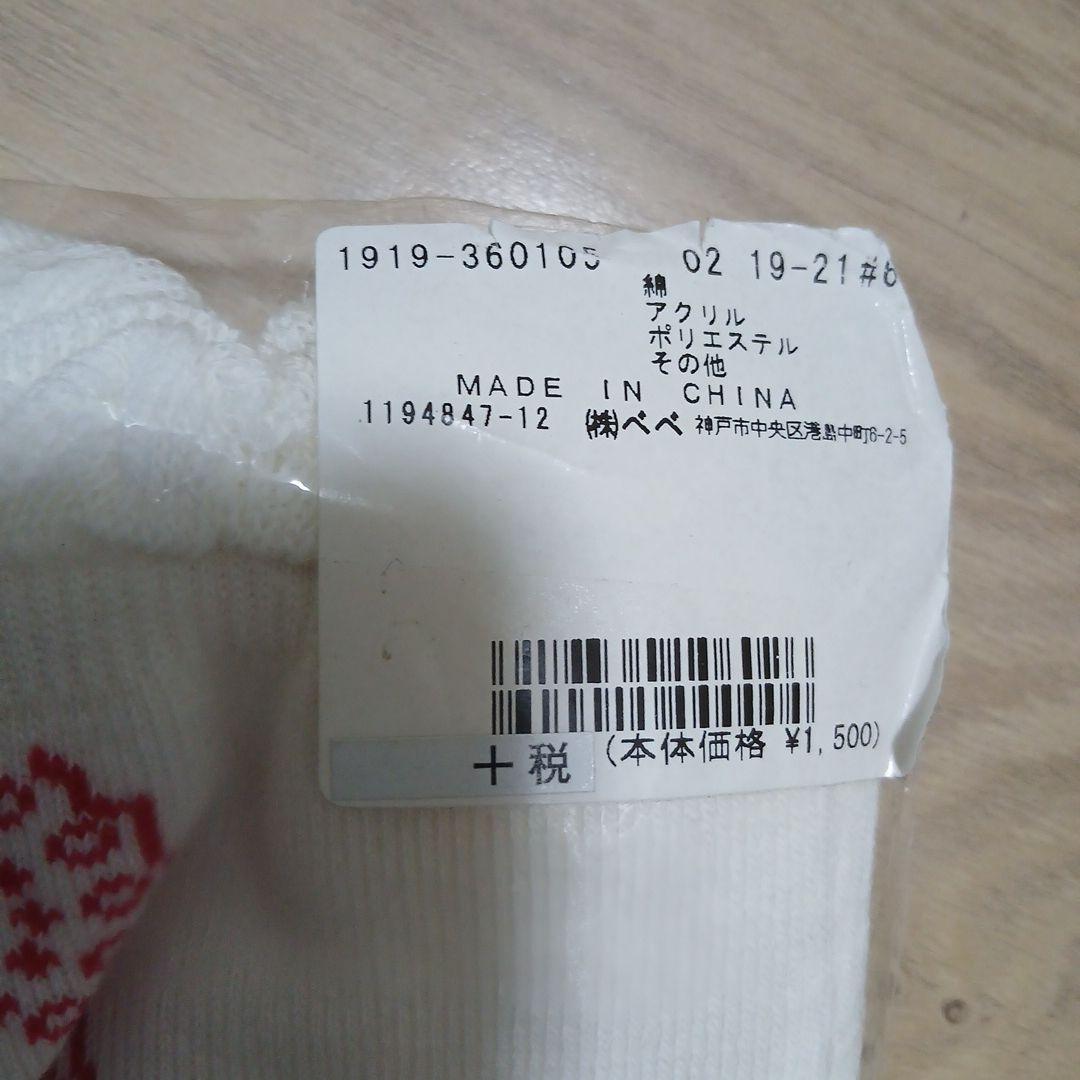 1919-360105 02 19-21#
綿
アクリル
ポリエステル
その他
MADE IN CHINA
1194847-12 ㈱べべ 神戸市中央区港島中町6-2-5
+税 (本体価格 ¥1,500)